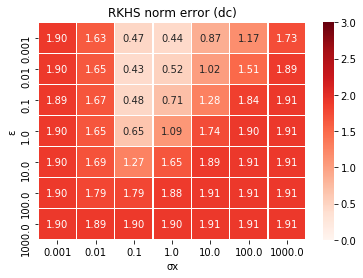 RKHS norm error (dc)
0.001 1.90 1.63 0.47 0.44 0.87 1.17 1.73
0.01 1.90 1.65 0.43 0.52 1.02 1.51 1.89
0.1 1.89 1.67 0.48 0.71 1.28 1.84 1.91
1.0 1.90 1.65 0.65 1.09 1.74 1.90 1.91
10.0 1.90 1.69 1.27 1.65 1.89 1.91 1.91
100.0 1.90 1.79 1.79 1.88 1.91 1.91 1.91
1000.0 1.90 1.89 1.90 1.90 1.91 1.91 1.91
ε
0.001 0.01 0.1 1.0 10.0 100.0 1000.0
σx
3.0
2.5
2.0
1.5
1.0
0.5
0.0